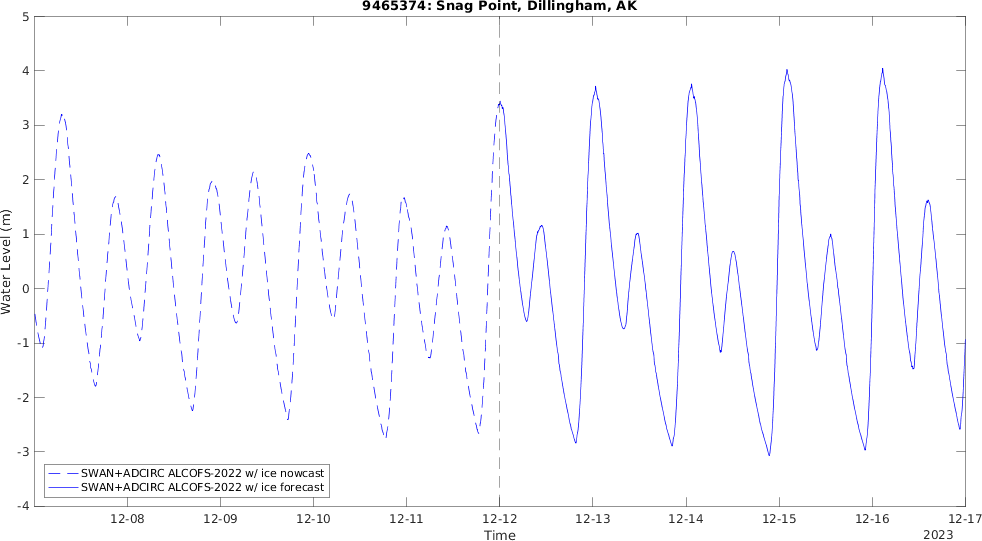 9465374: Snag Point, Dillingham, AK
5
4
3
2
1
0
-1
-2
-3
-4
Water Level (m)
SWAN+ADCIRC ALCOFS-2022 w/ ice nowcast
SWAN+ADCIRC ALCOFS-2022 w/ ice forecast
12-08 12-09 12-10 12-11 12-12 12-13 12-14 12-15 12-16 12-17
Time
2023